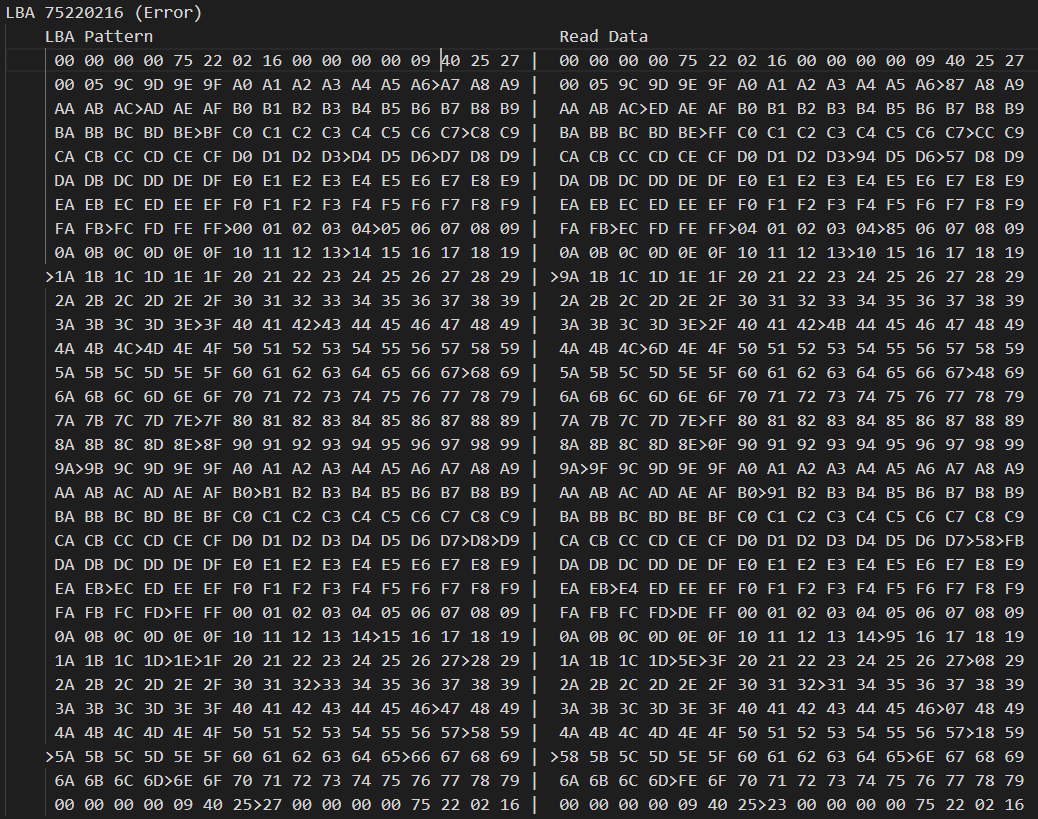 LBA 75220216 (Error)
LBA Pattern Read Data
00 00 00 00 75 22 02 16 00 00 00 00 09 40 25 27 | 00 00 00 00 75 22 02 16 00 00 00 00 09 40 25 27
00 05 9C 9D 9E 9F A0 A1 A2 A3 A4 A5 A6>A7 A8 A9 | 00 05 9C 9D 9E 9F A0 A1 A2 A3 A4 A5 A6>87 A8 A9
AA AB AC>AD AE AF B0 B1 B2 B3 B4 B5 B6 B7 B8 B9 | AA AB AC>ED AE AF B0 B1 B2 B3 B4 B5 B6 B7 B8 B9
BA BB BC BD BE>BF C0 C1 C2 C3 C4 C5 C6 C7>C8 C9 | BA BB BC BD BE>FF C0 C1 C2 C3 C4 C5 C6 C7>CC C9
CA CB CC CD CE CF D0 D1 D2 D3>D4 D5 D6>D7 D8 D9 | CA CB CC CD CE CF D0 D1 D2 D3>94 D5 D6>57 D8 D9
DA DB DC DD DE DF E0 E1 E2 E3 E4 E5 E6 E7 E8 E9 | DA DB DC DD DE DF E0 E1 E2 E3 E4 E5 E6 E7 E8 E9
EA EB EC ED EE EF F0 F1 F2 F3 F4 F5 F6 F7 F8 F9 | EA EB EC ED EE EF F0 F1 F2 F3 F4 F5 F6 F7 F8 F9
FA FB>FC FD FE FF>00 01 02 03 04>05 06 07 08 09 | FA FB>EC FD FE FF>04 01 02 03 04>85 06 07 08 09
0A 0B 0C 0D 0E 0F 10 11 12 13>14 15 16 17 18 19 | 0A 0B 0C 0D 0E 0F 10 11 12 13>10 15 16 17 18 19
>1A 1B 1C 1D 1E 1F 20 21 22 23 24 25 26 27 28 29 | >9A 1B 1C 1D 1E 1F 20 21 22 23 24 25 26 27 28 29
2A 2B 2C 2D 2E 2F 30 31 32 33 34 35 36 37 38 39 | 2A 2B 2C 2D 2E 2F 30 31 32 33 34 35 36 37 38 39
3A 3B 3C 3D 3E>3F 40 41 42>43 44 45 46 47 48 49 | 3A 3B 3C 3D 3E>2F 40 41 42>4B 44 45 46 47 48 49
4A 4B 4C>4D 4E 4F 50 51 52 53 54 55 56 57 58 59 | 4A 4B 4C>6D 4E 4F 50 51 52 53 54 55 56 57 58 59
5A 5B 5C 5D 5E 5F 60 61 62 63 64 65 66 67>68 69 | 5A 5B 5C 5D 5E 5F 60 61 62 63 64 65 66 67>48 69
6A 6B 6C 6D 6E 6F 70 71 72 73 74 75 76 77 78 79 | 6A 6B 6C 6D 6E 6F 70 71 72 73 74 75 76 77 78 79
7A 7B 7C 7D 7E>7F 80 81 82 83 84 85 86 87 88 89 | 7A 7B 7C 7D 7E>FF 80 81 82 83 84 85 86 87 88 89
8A 8B 8C 8D 8E>8F 90 91 92 93 94 95 96 97 98 99 | 8A 8B 8C 8D 8E>0F 90 91 92 93 94 95 96 97 98 99
9A>9B 9C 9D 9E 9F A0 A1 A2 A3 A4 A5 A6 A7 A8 A9 | 9A>9F 9C 9D 9E 9F A0 A1 A2 A3 A4 A5 A6 A7 A8 A9
AA AB AC AD AE AF B0>B1 B2 B3 B4 B5 B6 B7 B8 B9 | AA AB AC AD AE AF B0>91 B2 B3 B4 B5 B6 B7 B8 B9
BA BB BC BD BE BF C0 C1 C2 C3 C4 C5 C6 C7 C8 C9 | BA BB BC BD BE BF C0 C1 C2 C3 C4 C5 C6 C7 C8 C9
CA CB CC CD CE CF D0 D1 D2 D3 D4 D5 D6 D7>D8>D9 | CA CB CC CD CE CF D0 D1 D2 D3 D4 D5 D6 D7>58>FB
DA DB DC DD DE DF E0 E1 E2 E3 E4 E5 E6 E7 E8 E9 | DA DB DC DD DE DF E0 E1 E2 E3 E4 E5 E6 E7 E8 E9
EA EB>EC ED EE EF F0 F1 F2 F3 F4 F5 F6 F7 F8 F9 | EA EB>E4 ED EE EF F0 F1 F2 F3 F4 F5 F6 F7 F8 F9
FA FB FC FD>FE FF 00 01 02 03 04 05 06 07 08 09 | FA FB FC FD>DE FF 00 01 02 03 04 05 06 07 08 09
0A 0B 0C 0D 0E 0F 10 11 12 13 14>15 16 17 18 19 | 0A 0B 0C 0D 0E 0F 10 11 12 13 14>95 16 17 18 19
1A 1B 1C 1D>1E>1F 20 21 22 23 24 25 26 27>28 29 | 1A 1B 1C 1D>5E>3F 20 21 22 23 24 25 26 27>08 29
2A 2B 2C 2D 2E 2F 30 31 32>33 34 35 36 37 38 39 | 2A 2B 2C 2D 2E 2F 30 31 32>31 34 35 36 37 38 39
3A 3B 3C 3D 3E 3F 40 41 42 43 44 45 46>47 48 49 | 3A 3B 3C 3D 3E 3F 40 41 42 43 44 45 46>07 48 49
4A 4B 4C 4D 4E 4F 50 51 52 53 54 55 56 57>58 59 | 4A 4B 4C 4D 4E 4F 50 51 52 53 54 55 56 57>18 59
>5A 5B 5C 5D 5E 5F 60 61 62 63 64 65>66 67 68 69 | >58 5B 5C 5D 5E 5F 60 61 62 63 64 65>6E 67 68 69
6A 6B 6C 6D>6E 6F 70 71 72 73 74 75 76 77 78 79 | 6A 6B 6C 6D>FE 6F 70 71 72 73 74 75 76 77 78 79
00 00 00 00 09 40 25>27 00 00 00 00 75 22 02 16 | 00 00 00 00 09 40 25>23 00 00 00 00 75 22 02 16